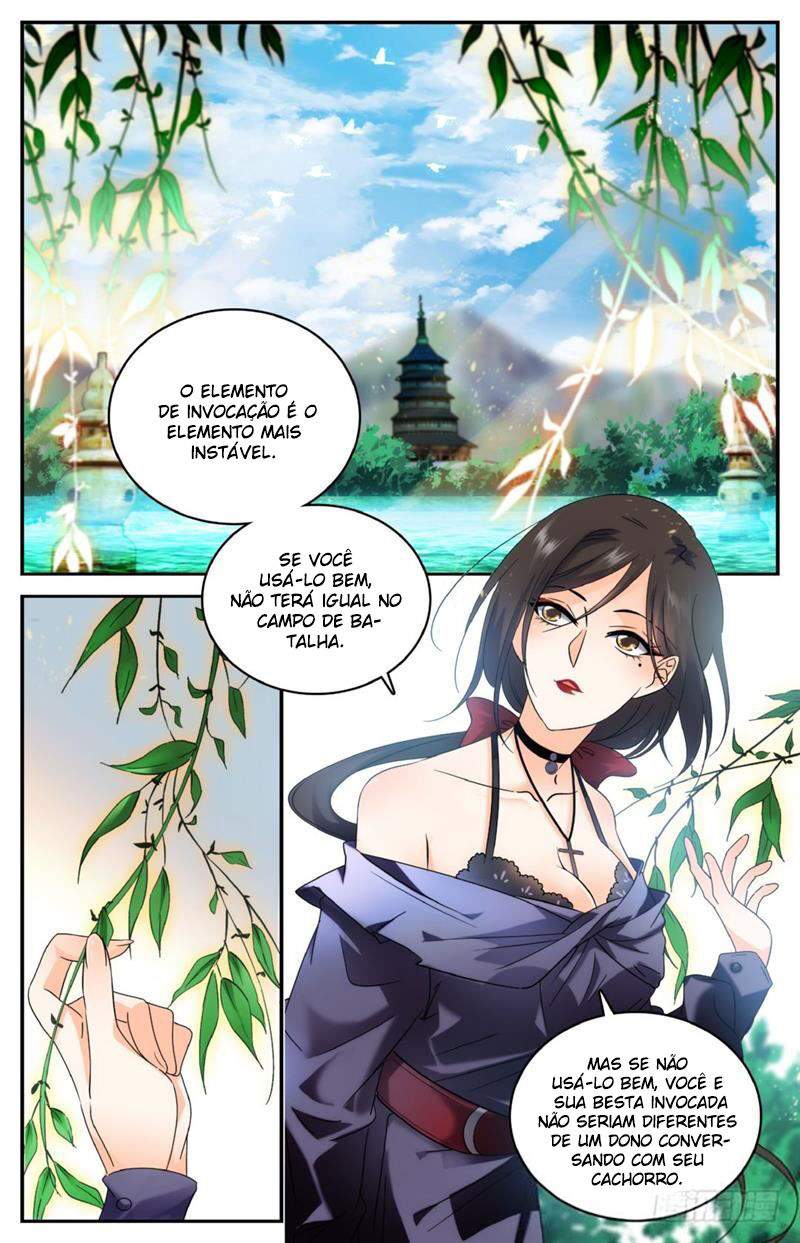 O ELEMENTO
DE INVOCAÇÃO É O
ELEMENTO MAIS
INSTÁVEL.
SE VOCÊ
USÁ-LO BEM,
NÃO TERÁ IGUAL NO
CAMPO DE BA-
TALHA.
MAS SE NÃO
USÁ-LO BEM, VOCÊ E
SUA BESTA INVOCADA
NÃO SERIAM DIFERENTES
DE UM DONO CONVER-
SANDO COM SEU
CACHORRO.